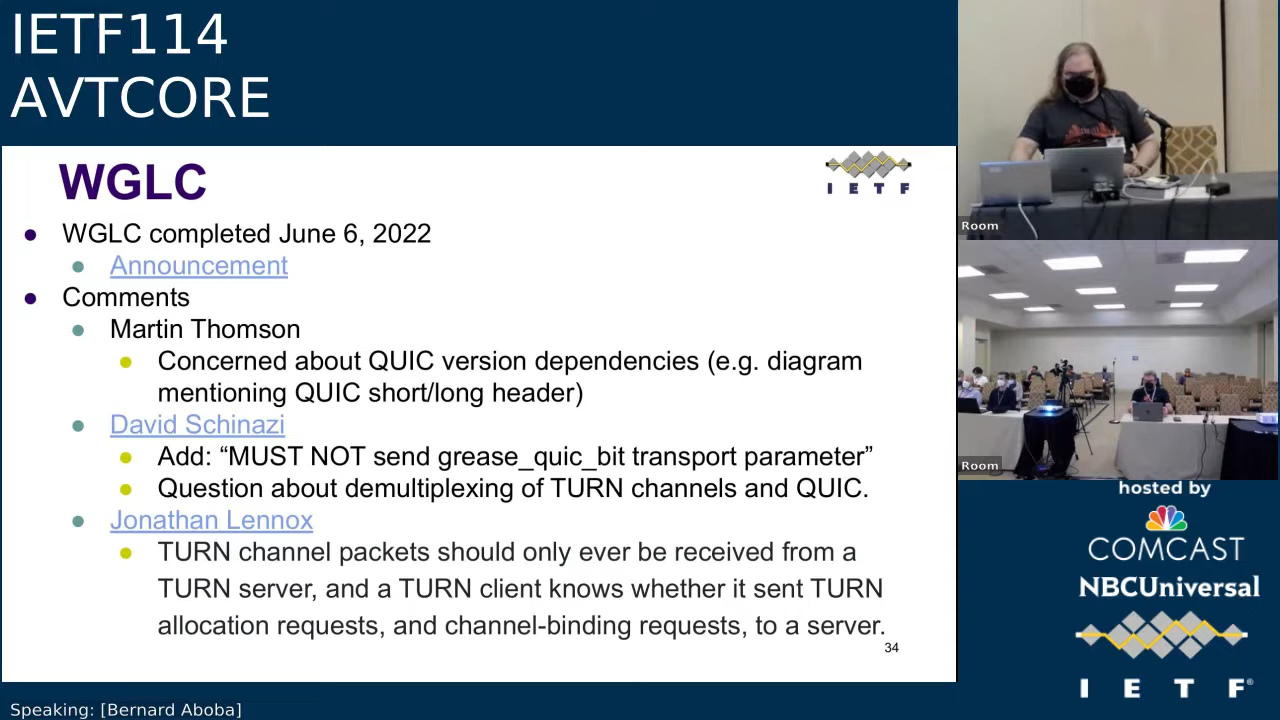 IETF114
AVTCORE
WGLC
I E T F
● WGLC completed June 6, 2022
● Announcement
● Comments
● Martin Thomson
● Concerned about QUIC version dependencies (e.g. diagram
mentioning QUIC short/long header)
● David Schinazi
● Add: “MUST NOT send grease_quic_bit transport parameter”
● Question about demultiplexing of TURN channels and QUIC.
● Jonathan Lennox
● TURN channel packets should only ever be received from a
TURN server, and a TURN client knows whether it sent TURN
allocation requests, and channel-binding requests, to a server.
34
Speaking: [Bernard Aboba]
Room
Room
hosted by
COMCAST
NBCUniversal
I E T F®